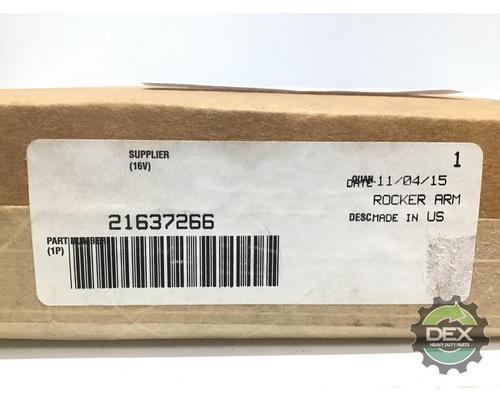 SUPPLIER
(16V)
1
QUAN.
DATE 11/04/15
ROCKER ARM
DESC MADE IN US
21637266
PART NUMBER
(1P)
DEX
HEAVY DUTY PARTS